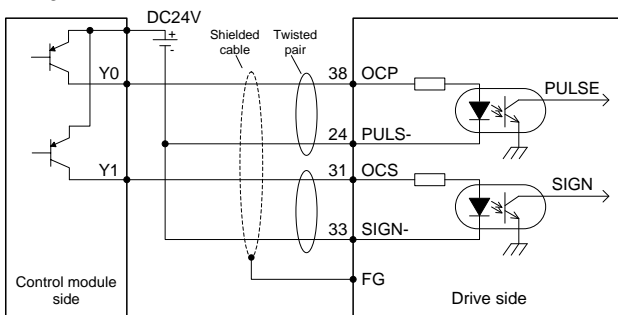 DC24V
+
-
Shielded
cable
Twisted
pair
Y0
38
OCP
PULSE
24
PULS-
Y1
31
OCS
SIGN
33
SIGN-
FG
Control module
side
Drive side